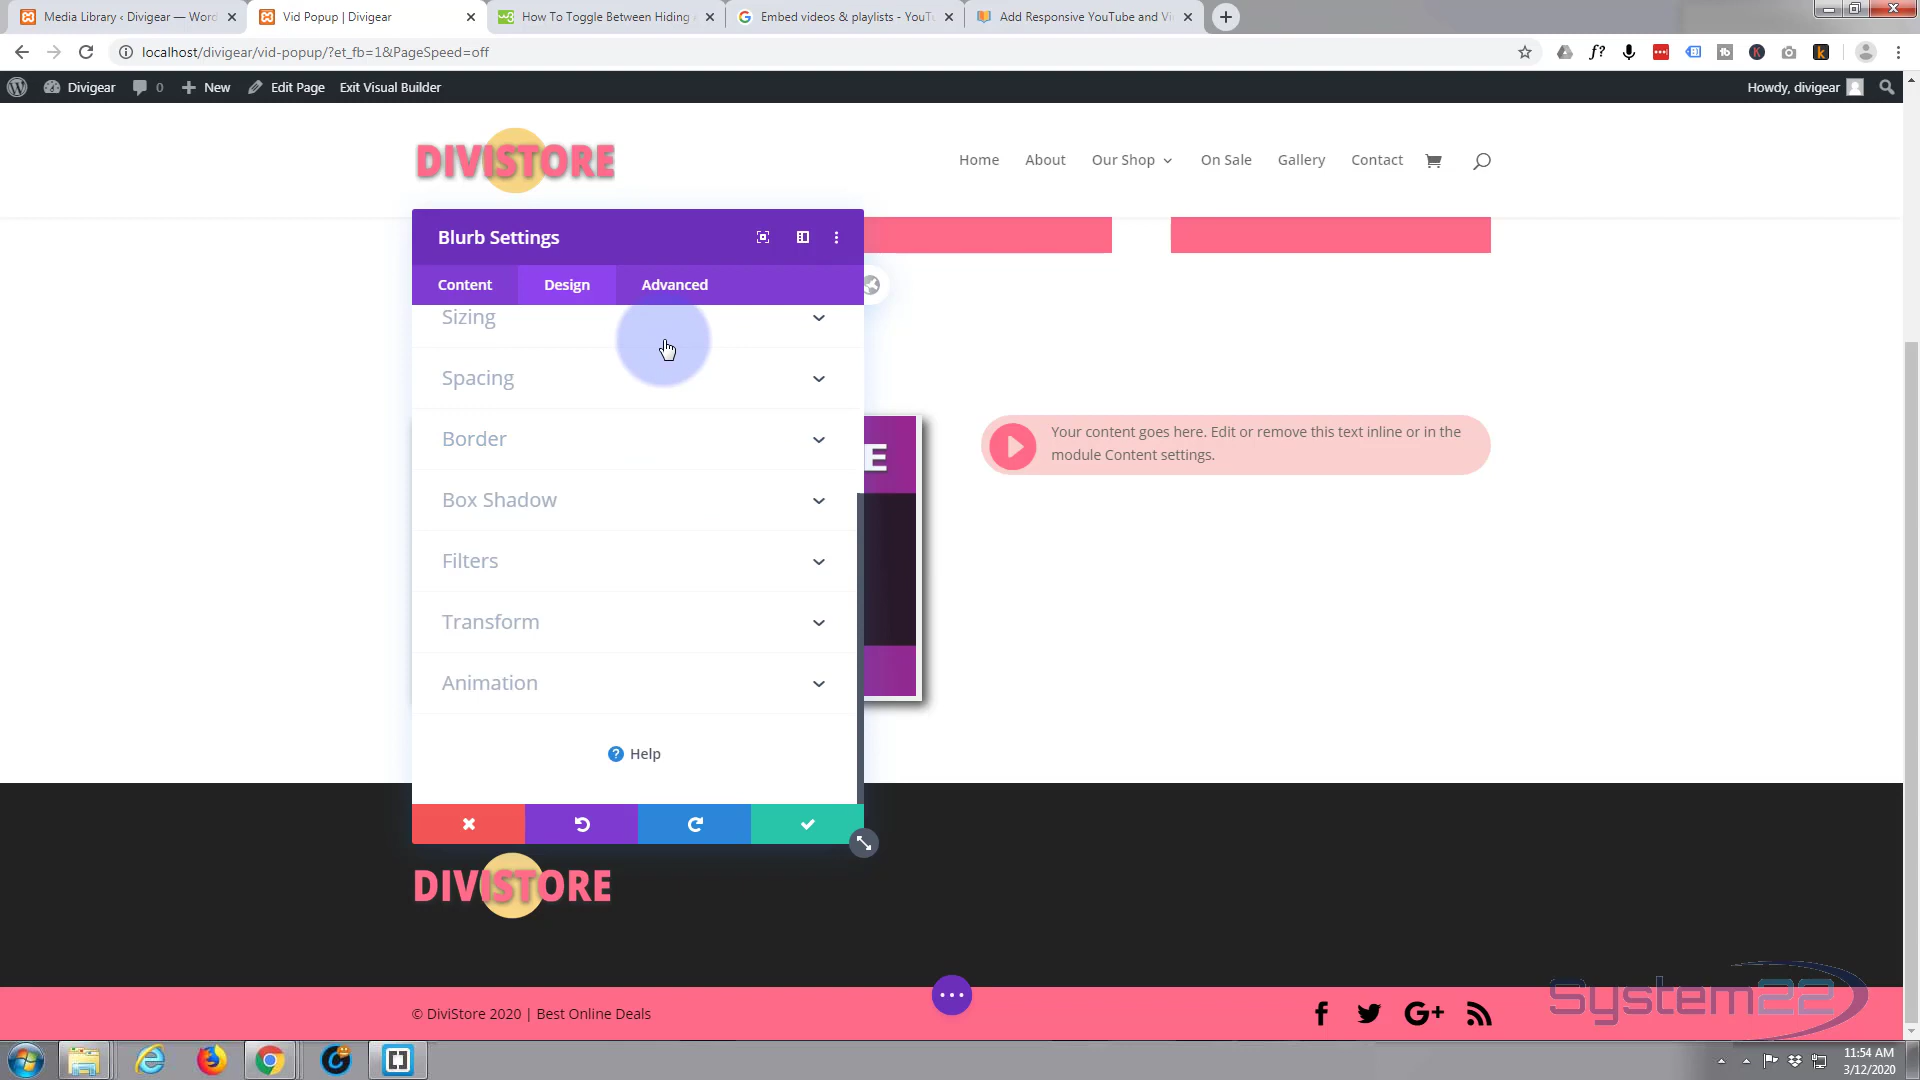 Media Library ‹ Divigear — Word
Vid Popup | Divigear
How To Toggle Between Hiding
Embed videos & playlists - YouTu
Add Responsive YouTube and Vi
localhost/divigear/vid-popup/?et_fb=1&PageSpeed=off
Divigear
0
New
Edit Page
Exit Visual Builder
Howdy, divigear
DIVISTORE
Home
About
Our Shop
On Sale
Gallery
Contact
Blurb Settings
Content
Design
Advanced
Sizing
Spacing
Border
Box Shadow
Filters
Transform
Animation
Help
E
Your content goes here. Edit or remove this text inline or in the
module Content settings.
DIVISTORE
© DiviStore 2020 | Best Online Deals
System22
11:54 AM
3/12/2020